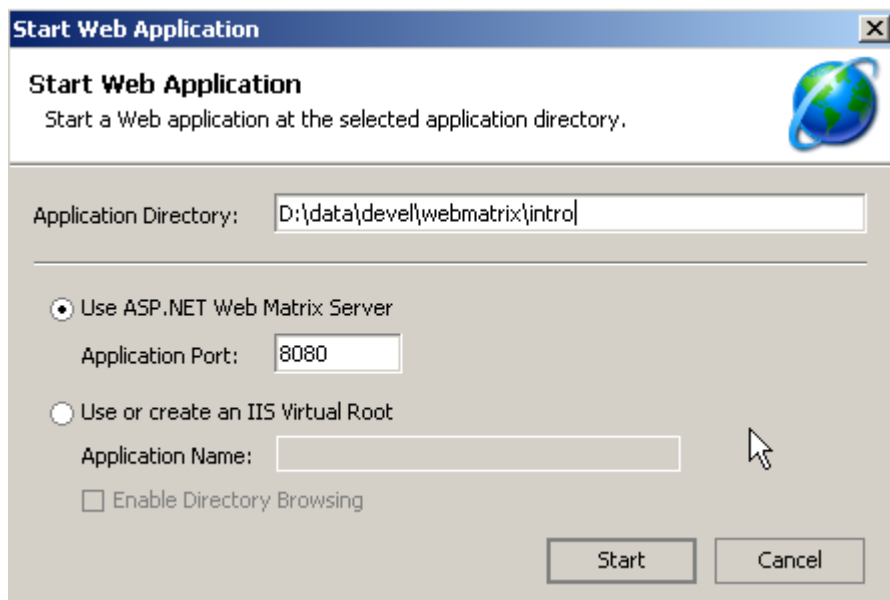 Start Web Application
Start Web Application
Start a Web application at the selected application directory.
Application Directory: D:\data\devel\webmatrix\intro
Use ASP.NET Web Matrix Server
Application Port: 8080
Use or create an IIS Virtual Root
Application Name:
Enable Directory Browsing
Start Cancel